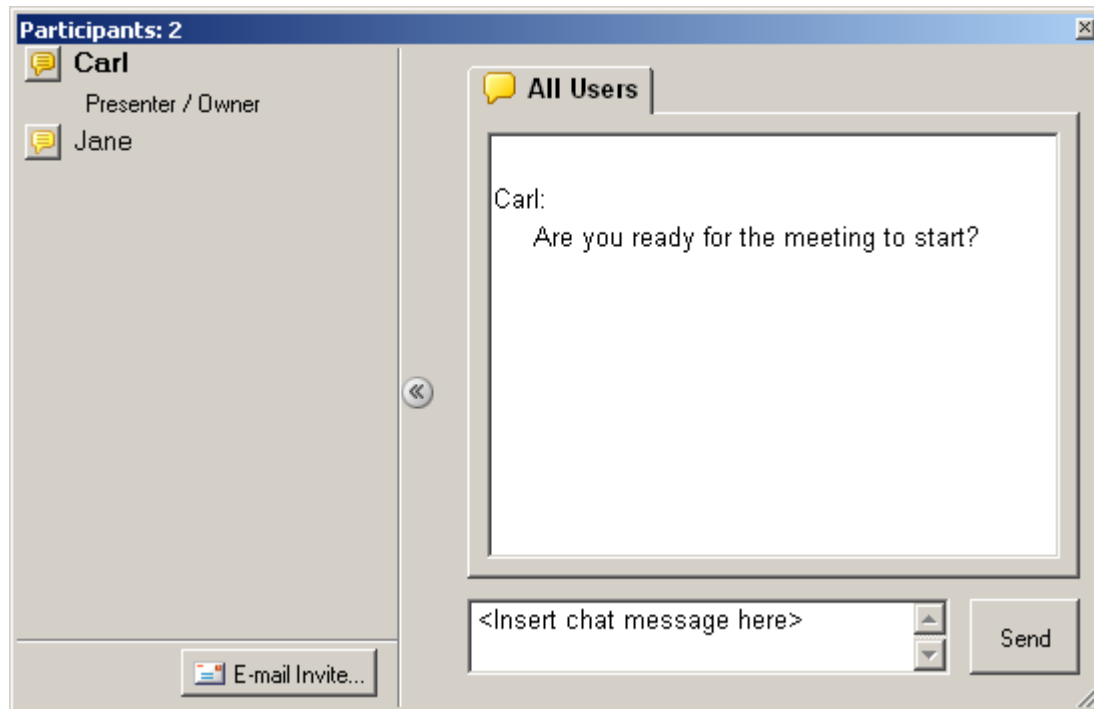 Participants: 2
Carl
Presenter / Owner
Jane
E-mail Invite...
All Users
Carl:
Are you ready for the meeting to start?
<Insert chat message here>
Send